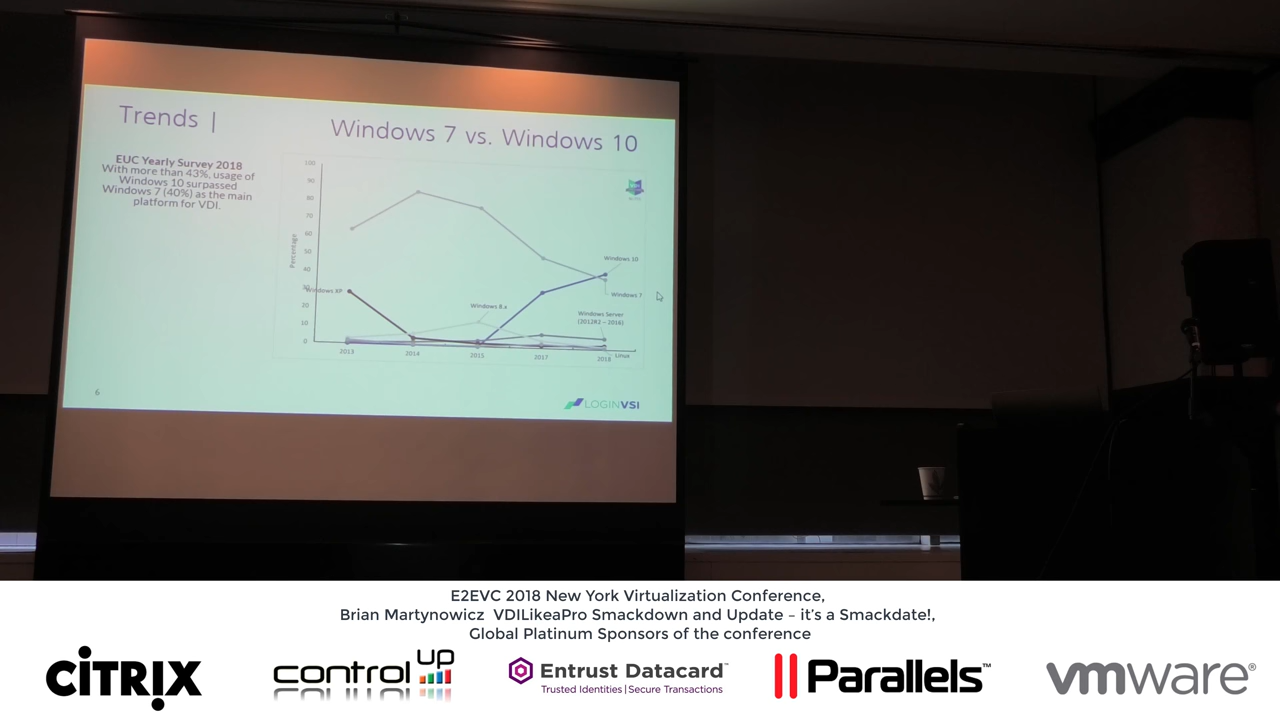 Trends |
Windows 7 vs. Windows 10
EUC Yearly Survey 2018
With more than 43%, usage of
Windows 10 surpassed
Windows 7 (40%) as the main
platform for VDI.
Percentage
100
90
80
70
60
50
40
30
20
10
0
Windows XP
Windows 8.x
Windows 10
Windows 7
Windows Server
(2012R2 – 2016)
Linux
2013
2014
2015
2017
2018
6
LOGINVSI
E2EVC 2018 New York Virtualization Conference,
Brian Martynowicz VDILikeaPro Smackdown and Update – it's a Smackdate!,
Global Platinum Sponsors of the conference
CİTRIX
control UP
Entrust Datacard™
Trusted Identities | Secure Transactions
Parallels™
vmware®